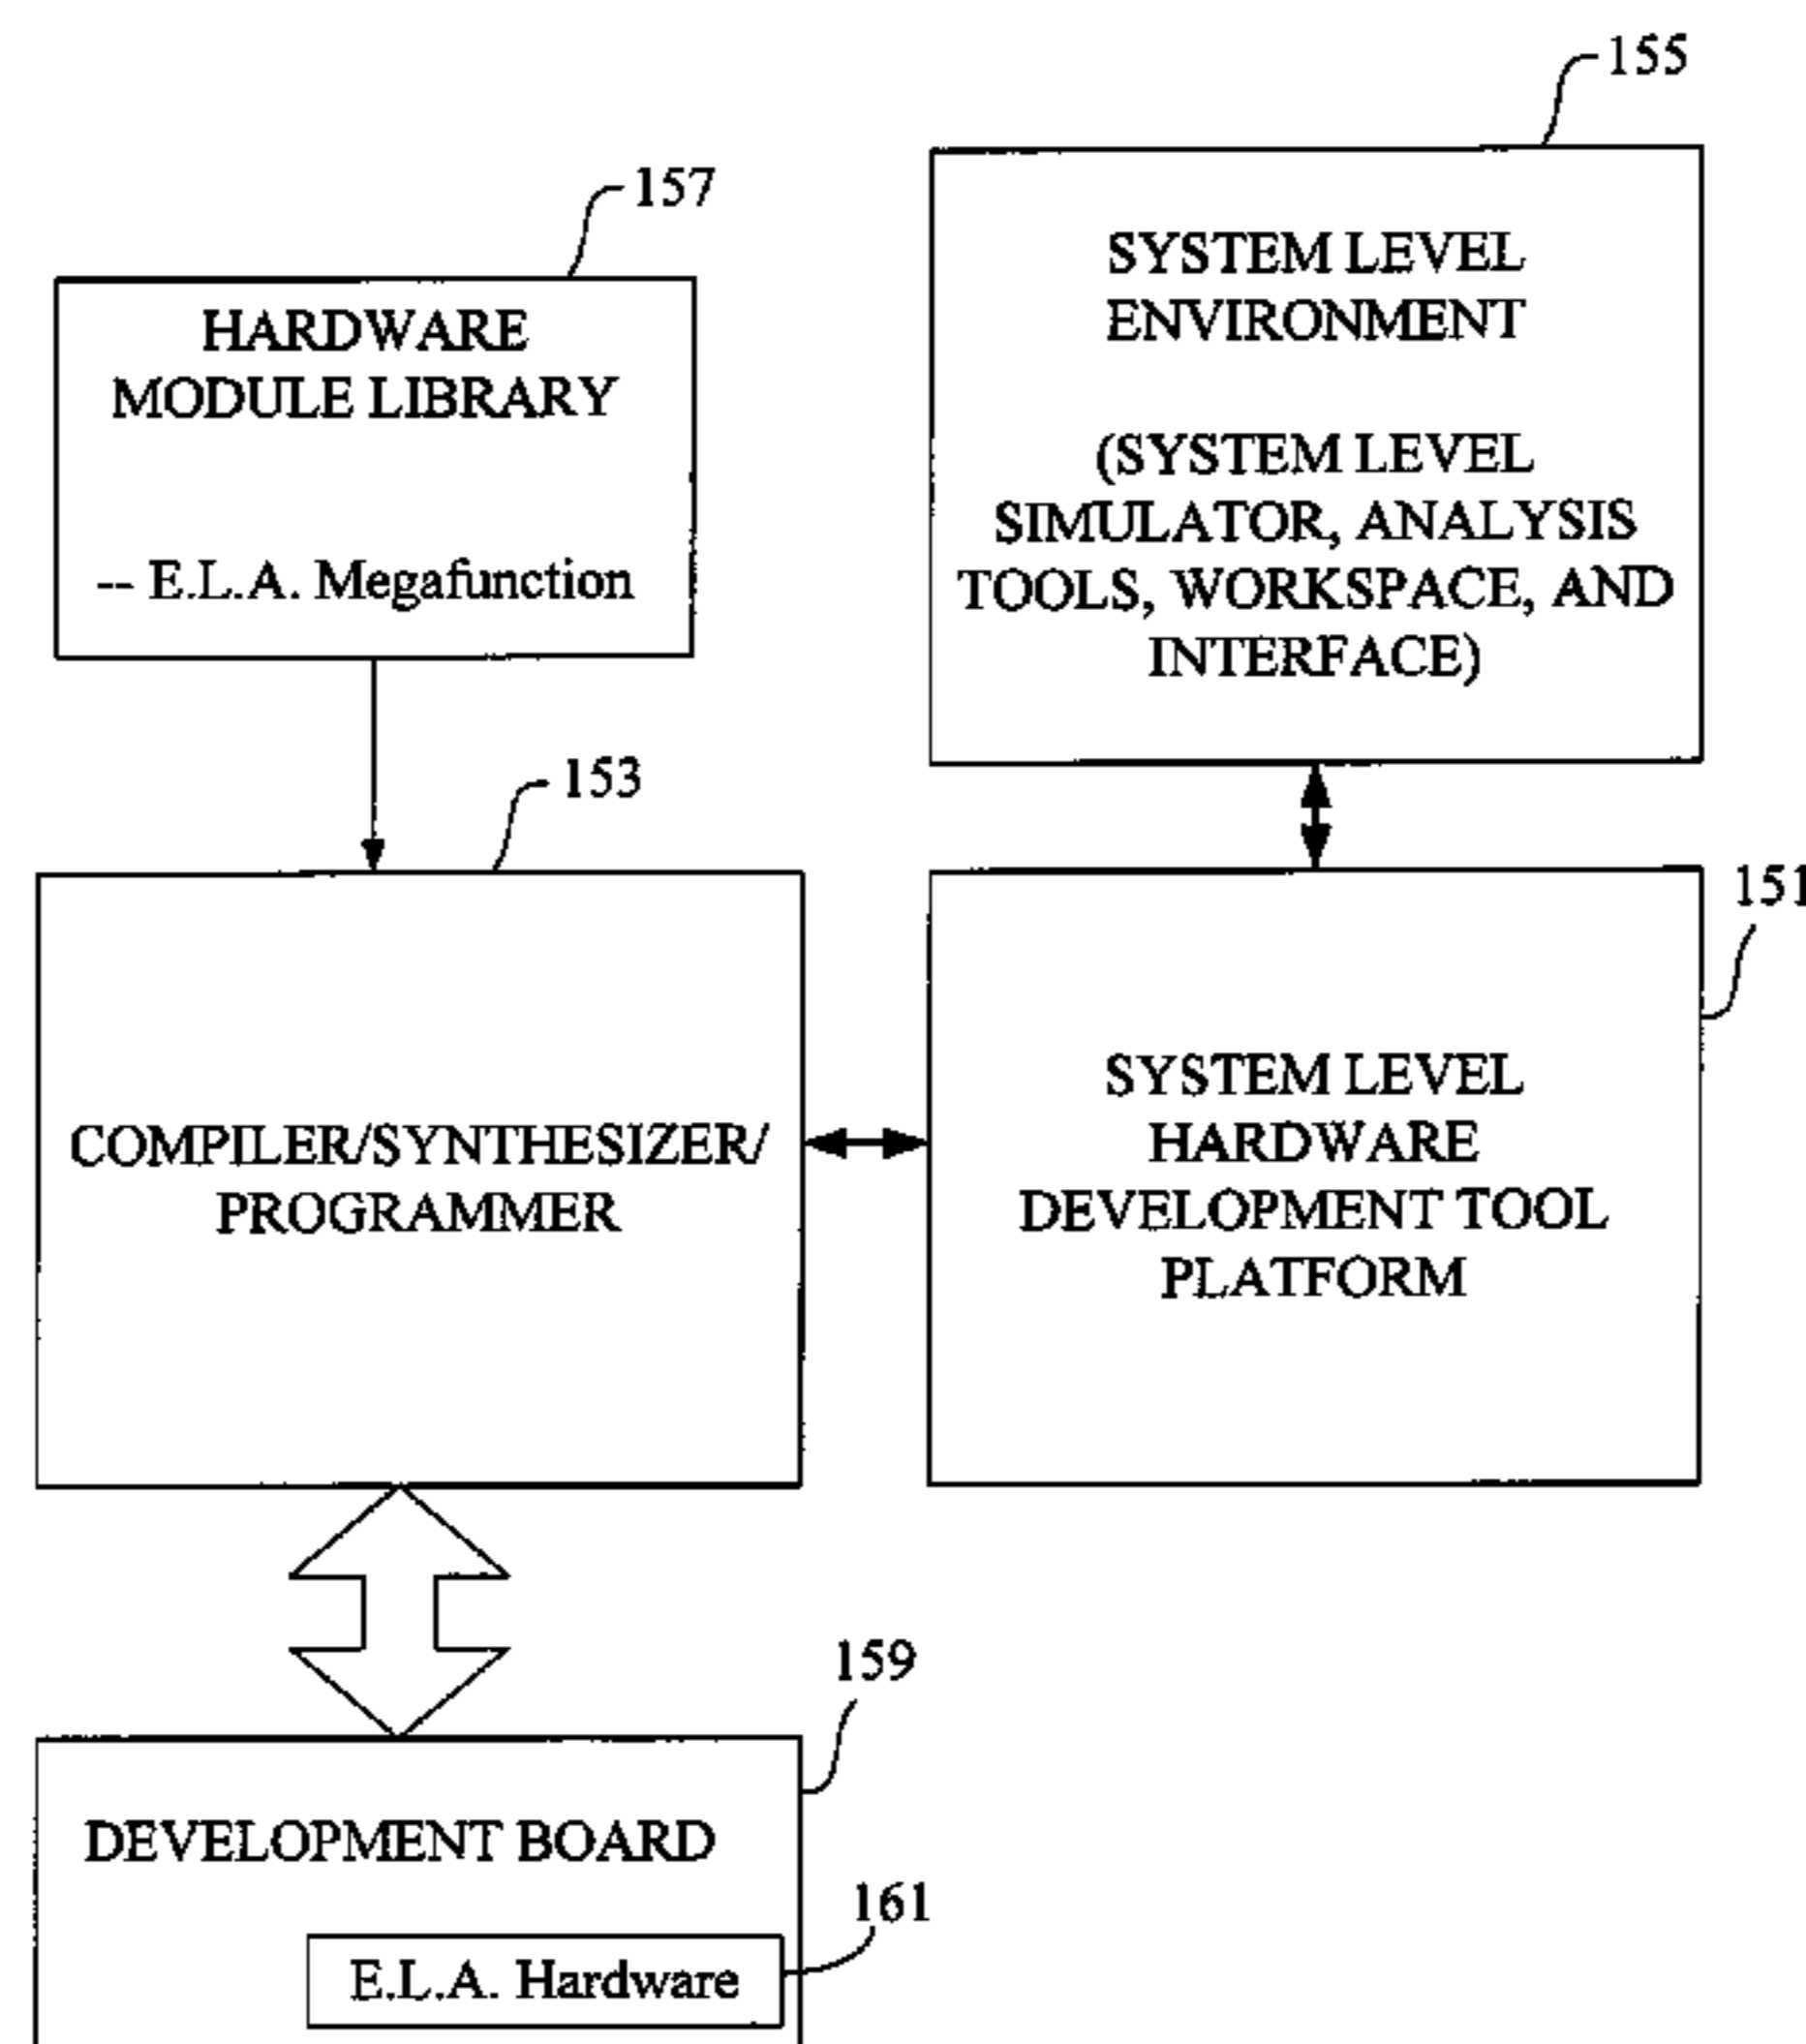 155
157
SYSTEM LEVEL
ENVIRONMENT
(SYSTEM LEVEL
SIMULATOR, ANALYSIS
TOOLS, WORKSPACE, AND
INTERFACE)
HARDWARE
MODULE LIBRARY
-- E.L.A. Megafunction
153
151
COMPILER/SYNTHESIZER/
PROGRAMMER
SYSTEM LEVEL
HARDWARE
DEVELOPMENT TOOL
PLATFORM
159
DEVELOPMENT BOARD
161
E.L.A. Hardware